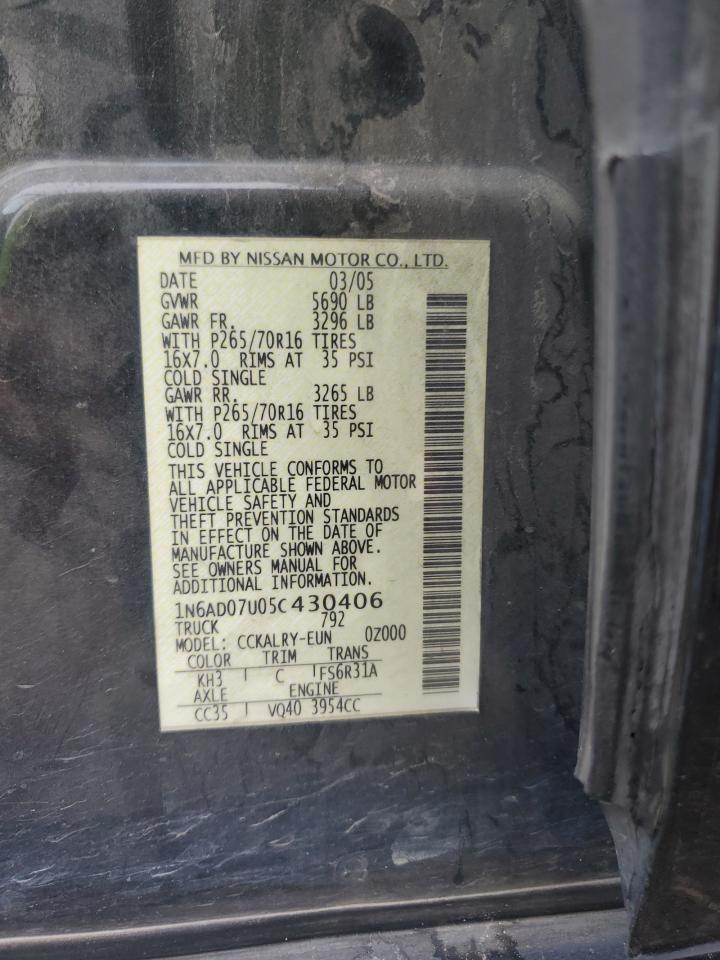 MFD BY NISSAN MOTOR CO., LTD.
DATE 03/05
GVWR 5690 LB
GAWR FR. 3296 LB
WITH P265/70R16 TIRES
16X7.0 RIMS AT 35 PSI
COLD SINGLE
GAWR RR. 3265 LB
WITH P265/70R16 TIRES
16X7.0 RIMS AT 35 PSI
COLD SINGLE
THIS VEHICLE CONFORMS TO
ALL APPLICABLE FEDERAL MOTOR
VEHICLE SAFETY AND
THEFT PREVENTION STANDARDS
IN EFFECT ON THE DATE OF
MANUFACTURE SHOWN ABOVE.
SEE OWNERS MANUAL FOR
ADDITIONAL INFORMATION.
1N6AD07U05C430406
TRUCK 792
MODEL: CCKALRY-EUN 0Z000
COLOR TRIM TRANS
KH3 C FS6R31A
AXLE ENGINE
CC35 VQ40 3954CC